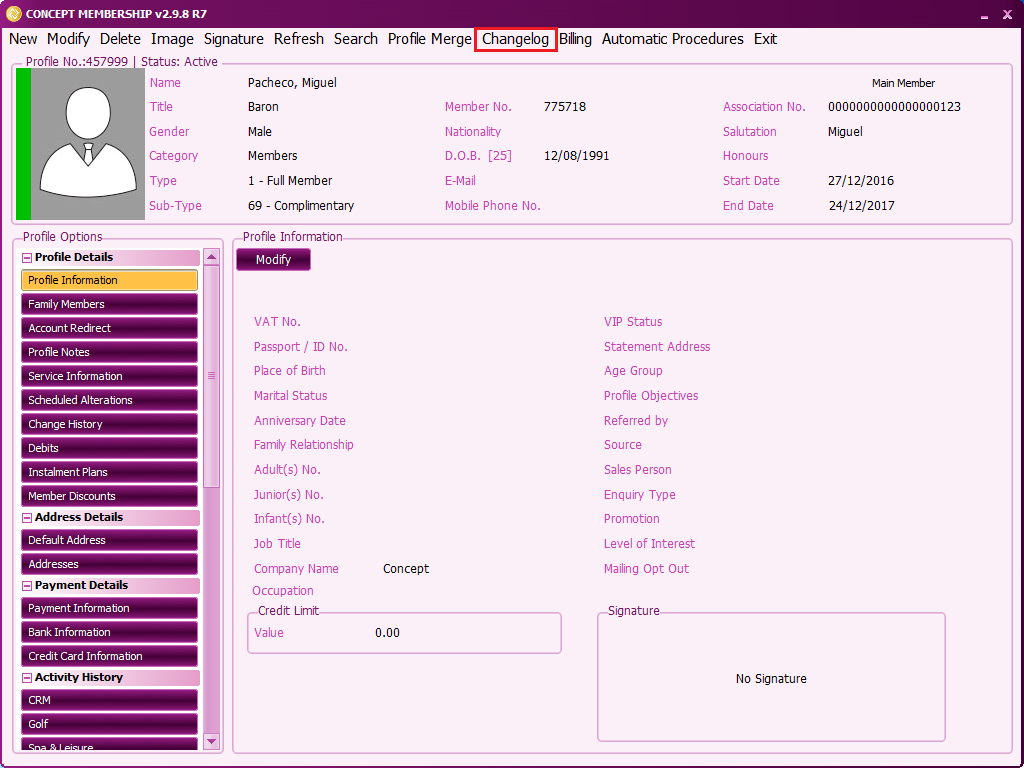 CONCEPT MEMBERSHIP v2.9.8 R7
New Modify Delete Image Signature Refresh Search Profile Merge Changelog Billing Automatic Procedures Exit
Profile No.:457999 | Status: Active
Name Pacheco, Miguel Main Member
Title Baron Member No. 775718 Association No. 0000000000000000123
Gender Male Nationality Salutation Miguel
Category Members D.O.B. [25] 12/08/1991 Honours
Type 1 - Full Member E-Mail Start Date 27/12/2016
Sub-Type 69 - Complimentary Mobile Phone No. End Date 24/12/2017
Profile Options
Profile Details
Profile Information
Family Members
Account Redirect
Profile Notes
Service Information
Scheduled Alterations
Change History
Debits
Instalment Plans
Member Discounts
Address Details
Default Address
Addresses
Payment Details
Payment Information
Bank Information
Credit Card Information
Activity History
CRM
Golf
Spa & Leisure
Profile Information
Modify
VAT No. VIP Status
Passport / ID No. Statement Address
Place of Birth Age Group
Marital Status Profile Objectives
Anniversary Date Referred by
Family Relationship Source
Adult(s) No. Sales Person
Junior(s) No. Enquiry Type
Infant(s) No. Promotion
Job Title Level of Interest
Company Name Concept Mailing Opt Out
Occupation
Credit Limit Signature
Value 0.00
No Signature